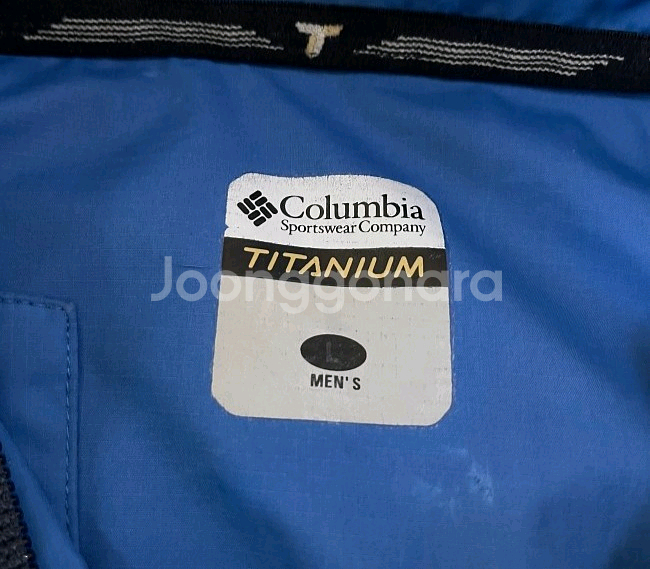 T
Columbia
Sportswear Company
TITANIUM
Joonggonara
L
MEN'S